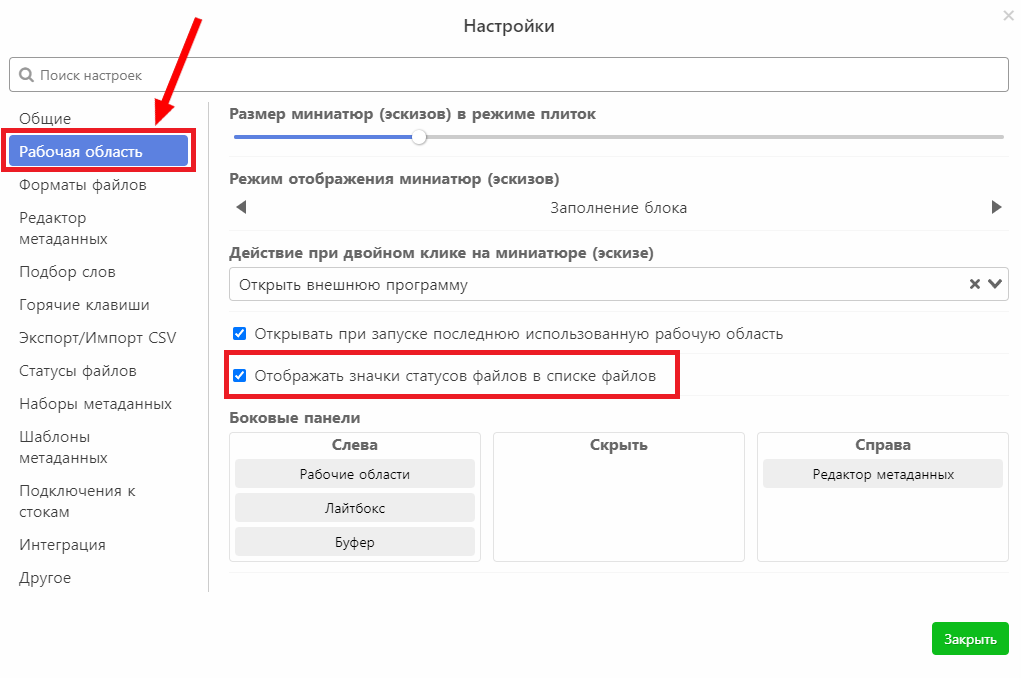 Настройки
Поиск настроек
Общие
Рабочая область
Форматы файлов
Редактор
метаданных
Подбор слов
Горячие клавиши
Экспорт/Импорт CSV
Статусы файлов
Наборы метаданных
Шаблоны
метаданных
Подключения к
стокам
Интеграция
Другое
Размер миниатюр (эскизов) в режиме плиток
Режим отображения миниатюр (эскизов)
Заполнение блока
Действие при двойном клике на миниатюре (эскизе)
Открыть внешнюю программу
Открывать при запуске последнюю использованную рабочую область
Отображать значки статусов файлов в списке файлов
Боковые панели
Слева
Рабочие области
Лайтбокс
Буфер
Скрыть
Справа
Редактор метаданных
Закрыть